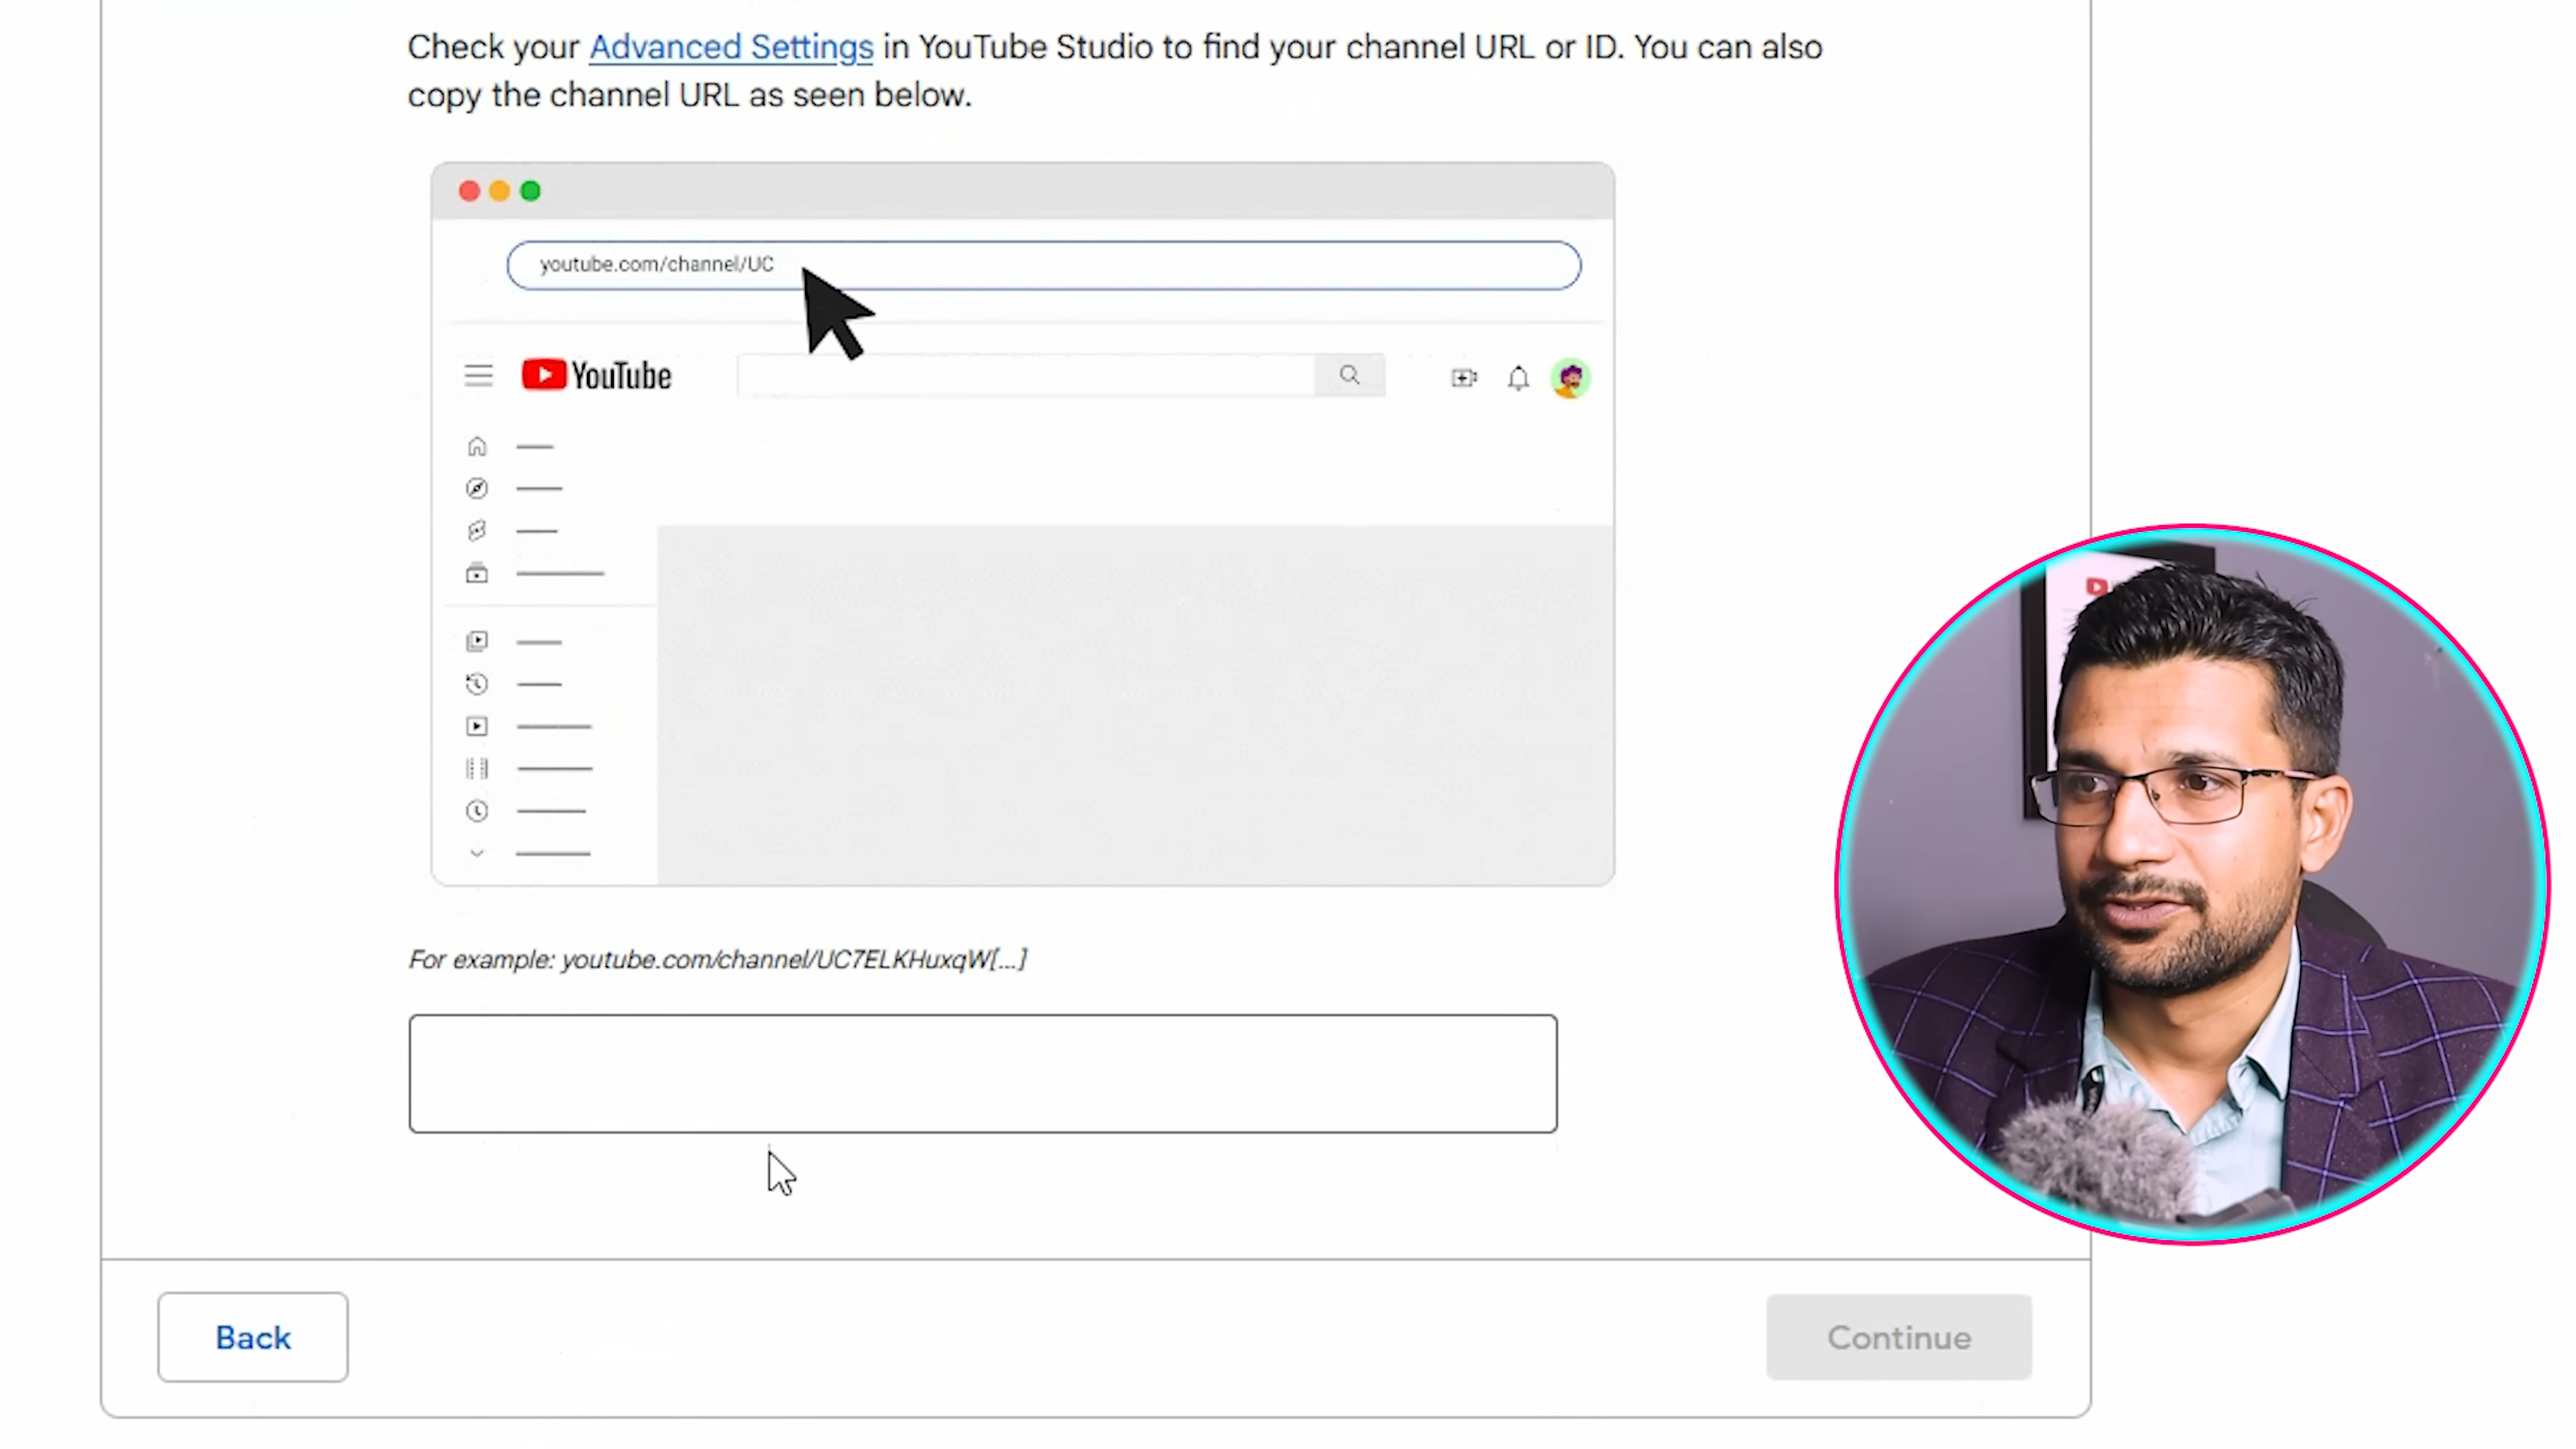 Check your Advanced Settings in YouTube Studio to find your channel URL or ID. You can also
copy the channel URL as seen below.
youtube.com/channel/UC
YouTube
For example: youtube.com/channel/UC7ELKHuxqW[...]
Back
Continue